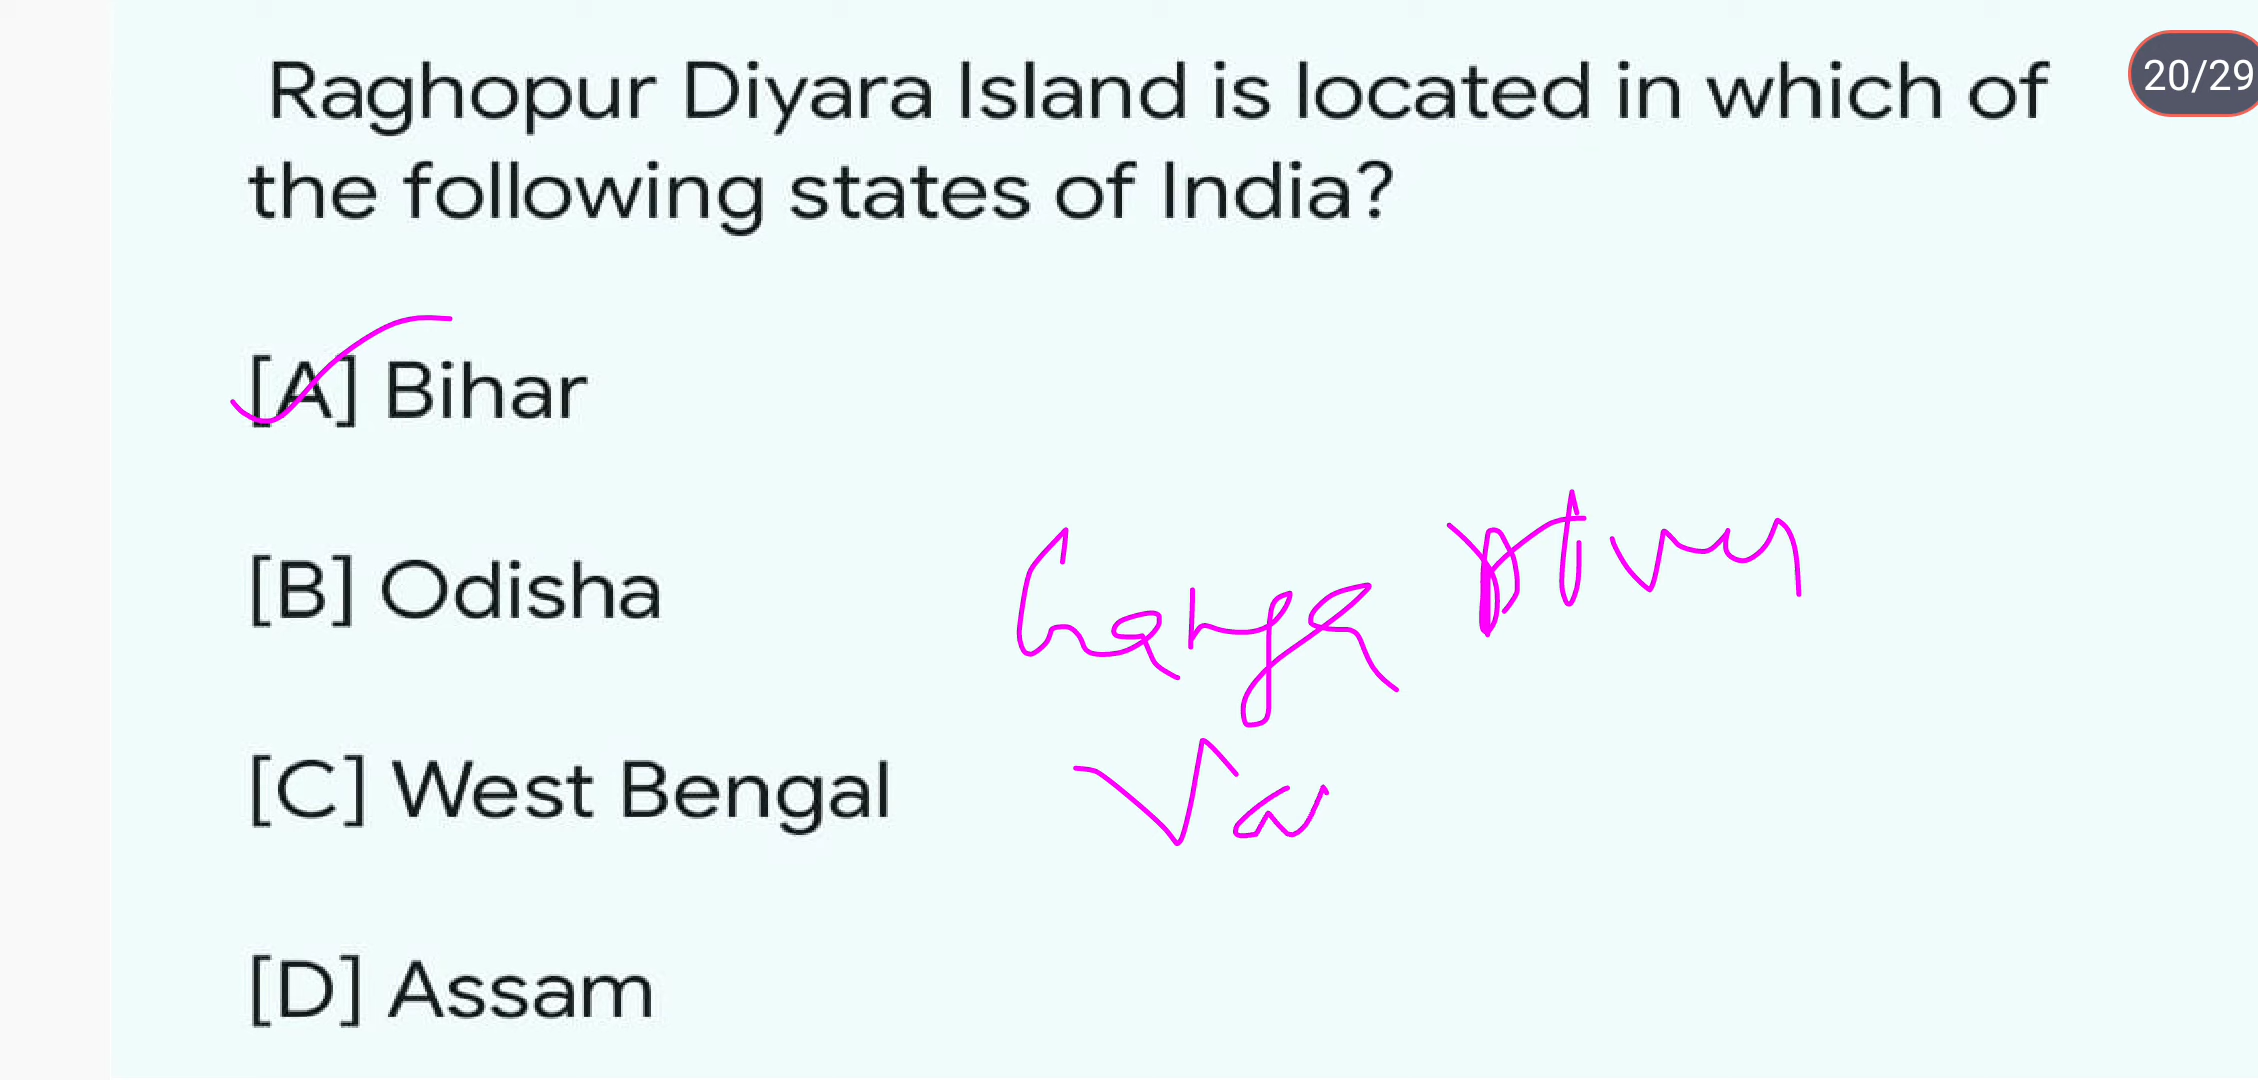 Raghopur Diyara Island is located in which of
20/29
the following states of India?
[A] Bihar
[B] Odisha
Ganga River
[C] West Bengal
Va
[D] Assam